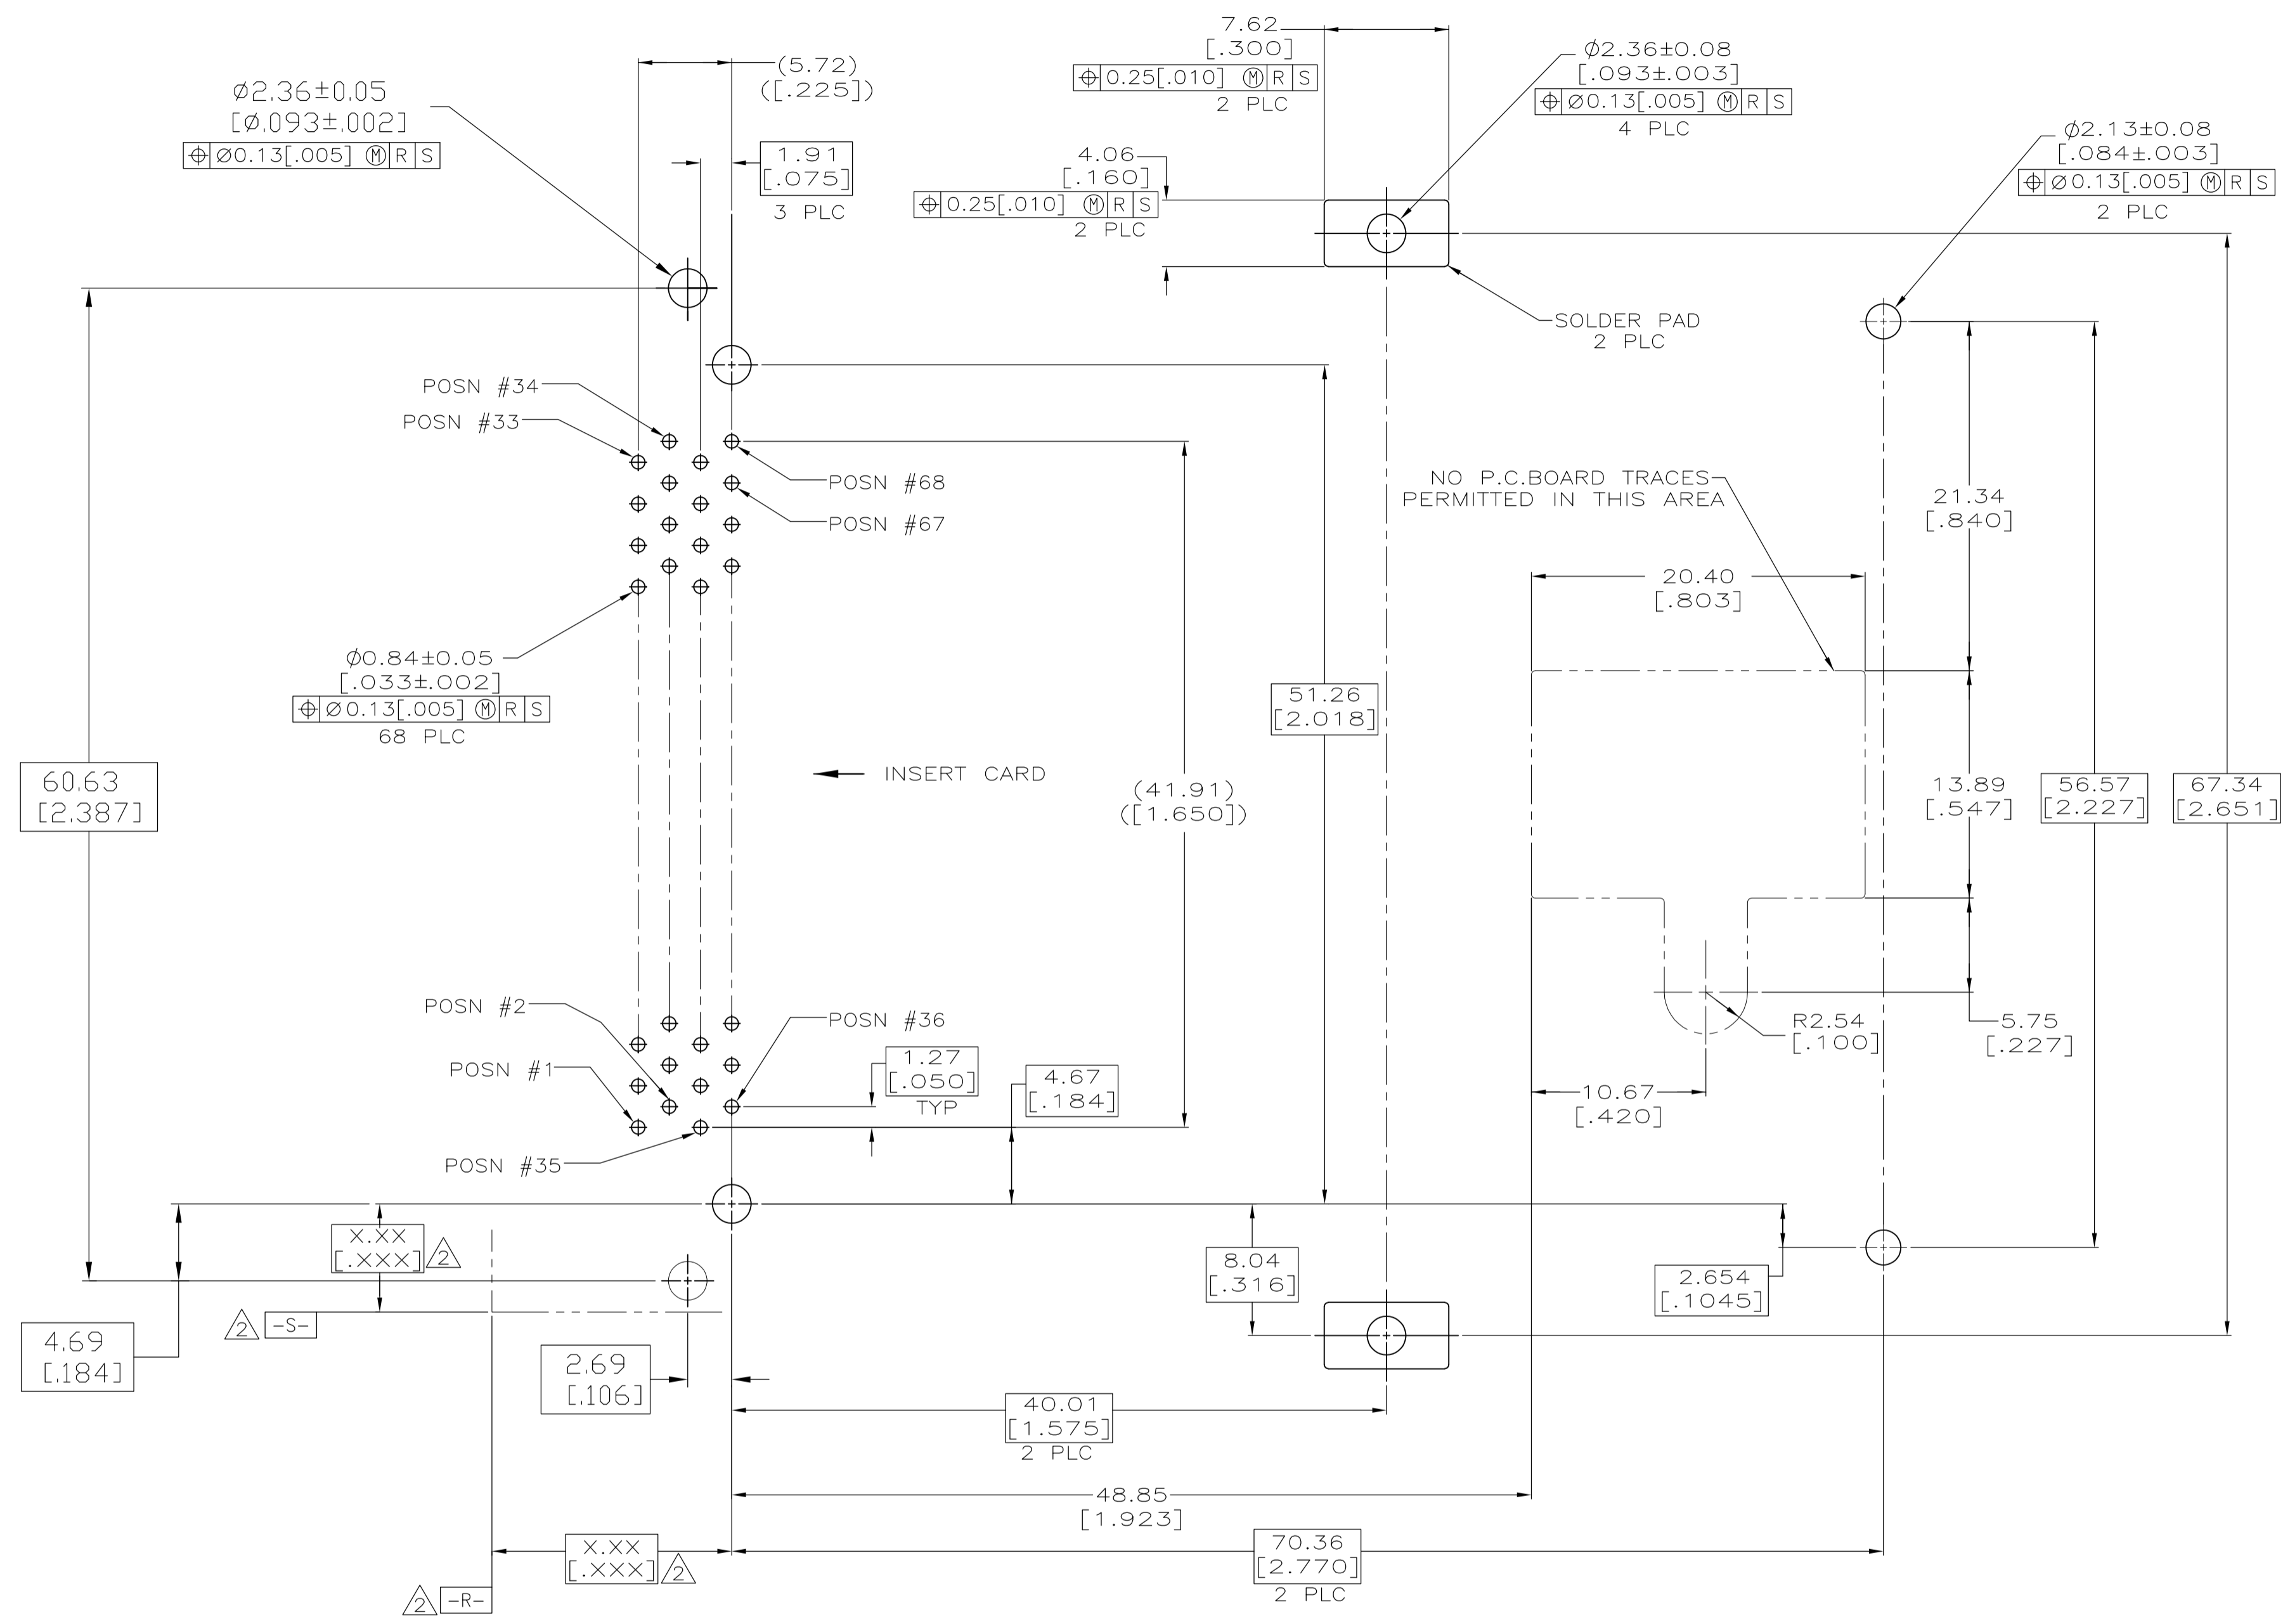 7.62
[.300]
⌖ 0.25[.010] Ⓜ R S
2 PLC
(5.72)
([.225])
⌀2.36±0.08
[.093±.003]
⌖ ⌀0.13[.005] Ⓜ R S
4 PLC
⌀2.36±0.05
[⌀.093±.002]
⌖ ⌀0.13[.005] Ⓜ R S
⌀2.13±0.08
[.084±.003]
⌖ ⌀0.13[.005] Ⓜ R S
2 PLC
1.91
[.075]
3 PLC
4.06
[.160]
⌖ 0.25[.010] Ⓜ R S
2 PLC
SOLDER PAD
2 PLC
POSN #34
POSN #33
POSN #68
POSN #67
NO P.C.BOARD TRACES
PERMITTED IN THIS AREA
21.34
[.840]
20.40
[.803]
⌀0.84±0.05
[.033±.002]
⌖ ⌀0.13[.005] Ⓜ R S
68 PLC
51.26
[2.018]
60.63
[2.387]
INSERT CARD
(41.91)
([1.650])
13.89
[.547]
56.57
[2.227]
67.34
[2.651]
POSN #2
POSN #36
R2.54
[.100]
5.75
[.227]
POSN #1
1.27
[.050]
TYP
4.67
[.184]
10.67
[.420]
POSN #35
X.XX
[.XXX]
2
8.04
[.316]
2.654
[.1045]
2
-S-
4.69
[.184]
2.69
[.106]
40.01
[1.575]
2 PLC
48.85
[1.923]
X.XX
[.XXX]
2
70.36
[2.770]
2 PLC
2
-R-